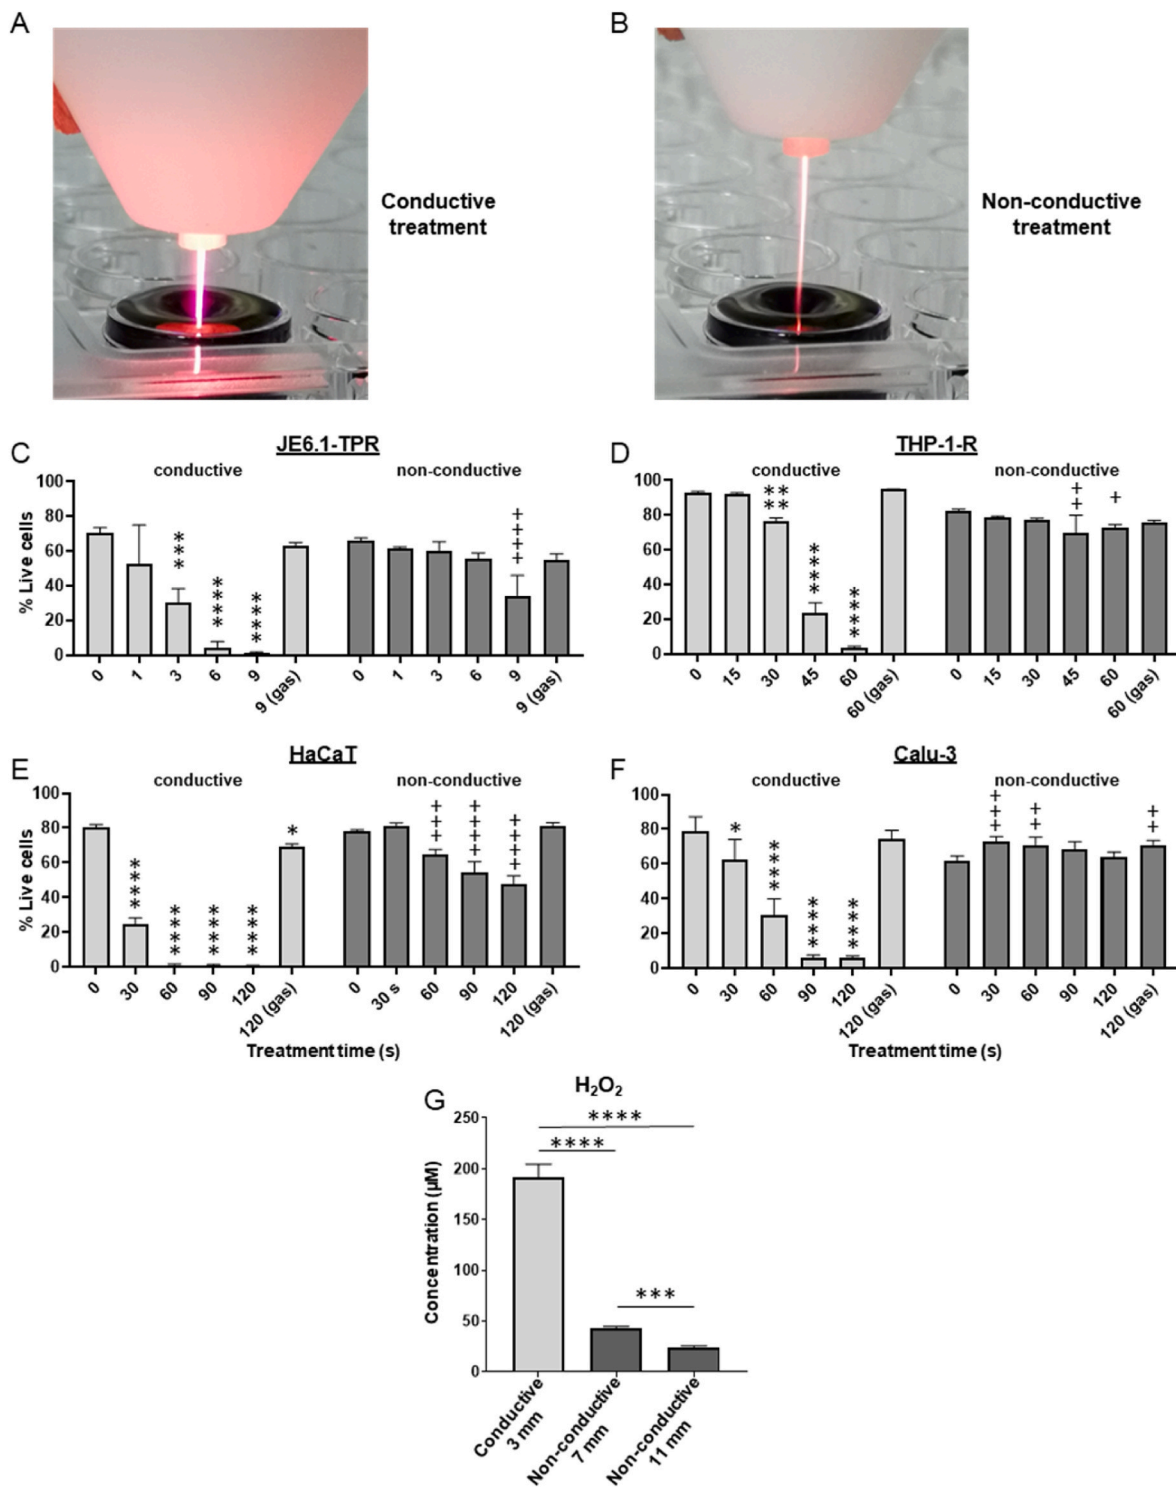 A
B
Conductive
treatment
Non-conductive
treatment
C
JE6.1-TPR
conductive
non-conductive
% Live cells
100
80
60
40
20
0
***
****
****
++++
0 1 3 6 9 9 (gas) 0 1 3 6 9 9 (gas)
D
THP-1-R
conductive
non-conductive
100
80
60
40
20
0
****
****
****
++
+
0 15 30 45 60 60 (gas) 0 15 30 45 60 60 (gas)
E
HaCaT
conductive
non-conductive
% Live cells
100
80
60
40
20
0
****
****
****
****
*
+++
++++
++++
0 30 60 90 120 120 (gas) 0 30 s 60 90 120 120 (gas)
Treatment time (s)
F
Calu-3
conductive
non-conductive
100
80
60
40
20
0
*
****
****
****
+++
++
++
0 30 60 90 120 120 (gas) 0 30 60 90 120 120 (gas)
Treatment time (s)
G
H₂O₂
Concentration (µM)
250
200
150
100
50
0
****
****
***
Conductive
3 mm
Non-conductive
7 mm
Non-conductive
11 mm